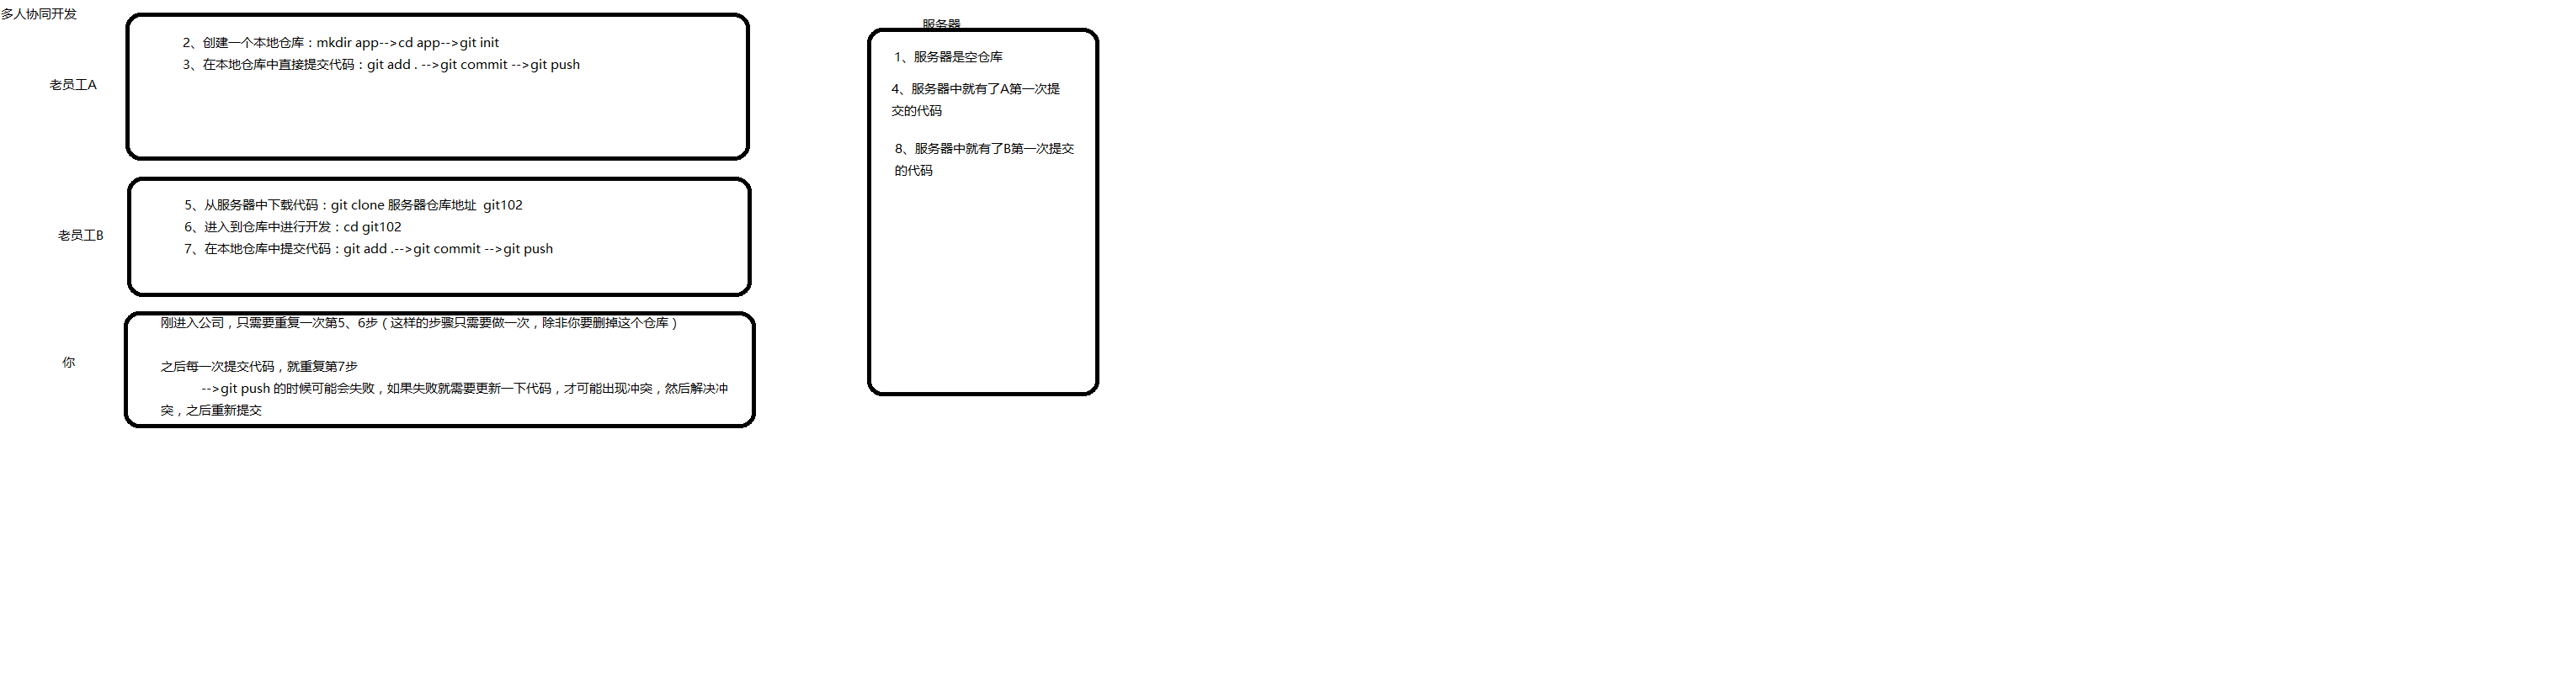 多人协同开发
老员工A
2、创建一个本地仓库：mkdir app-->cd app-->git init
3、在本地仓库中直接提交代码：git add . -->git commit -->git push
老员工B
5、从服务器中下载代码：git clone 服务器仓库地址  git102
6、进入到仓库中进行开发：cd git102
7、在本地仓库中提交代码：git add .-->git commit -->git push
你
刚进入公司，只需要重复一次第5、6步（这样的步骤只需要做一次，除非你要删掉这个仓库）
之后每一次提交代码，就重复第7步
-->git push 的时候可能会失败，如果失败就需要更新一下代码，才可能出现冲突，然后解决冲
突，之后重新提交
服务器
1、服务器是空仓库
4、服务器中就有了A第一次提
交的代码
8、服务器中就有了B第一次提交
的代码